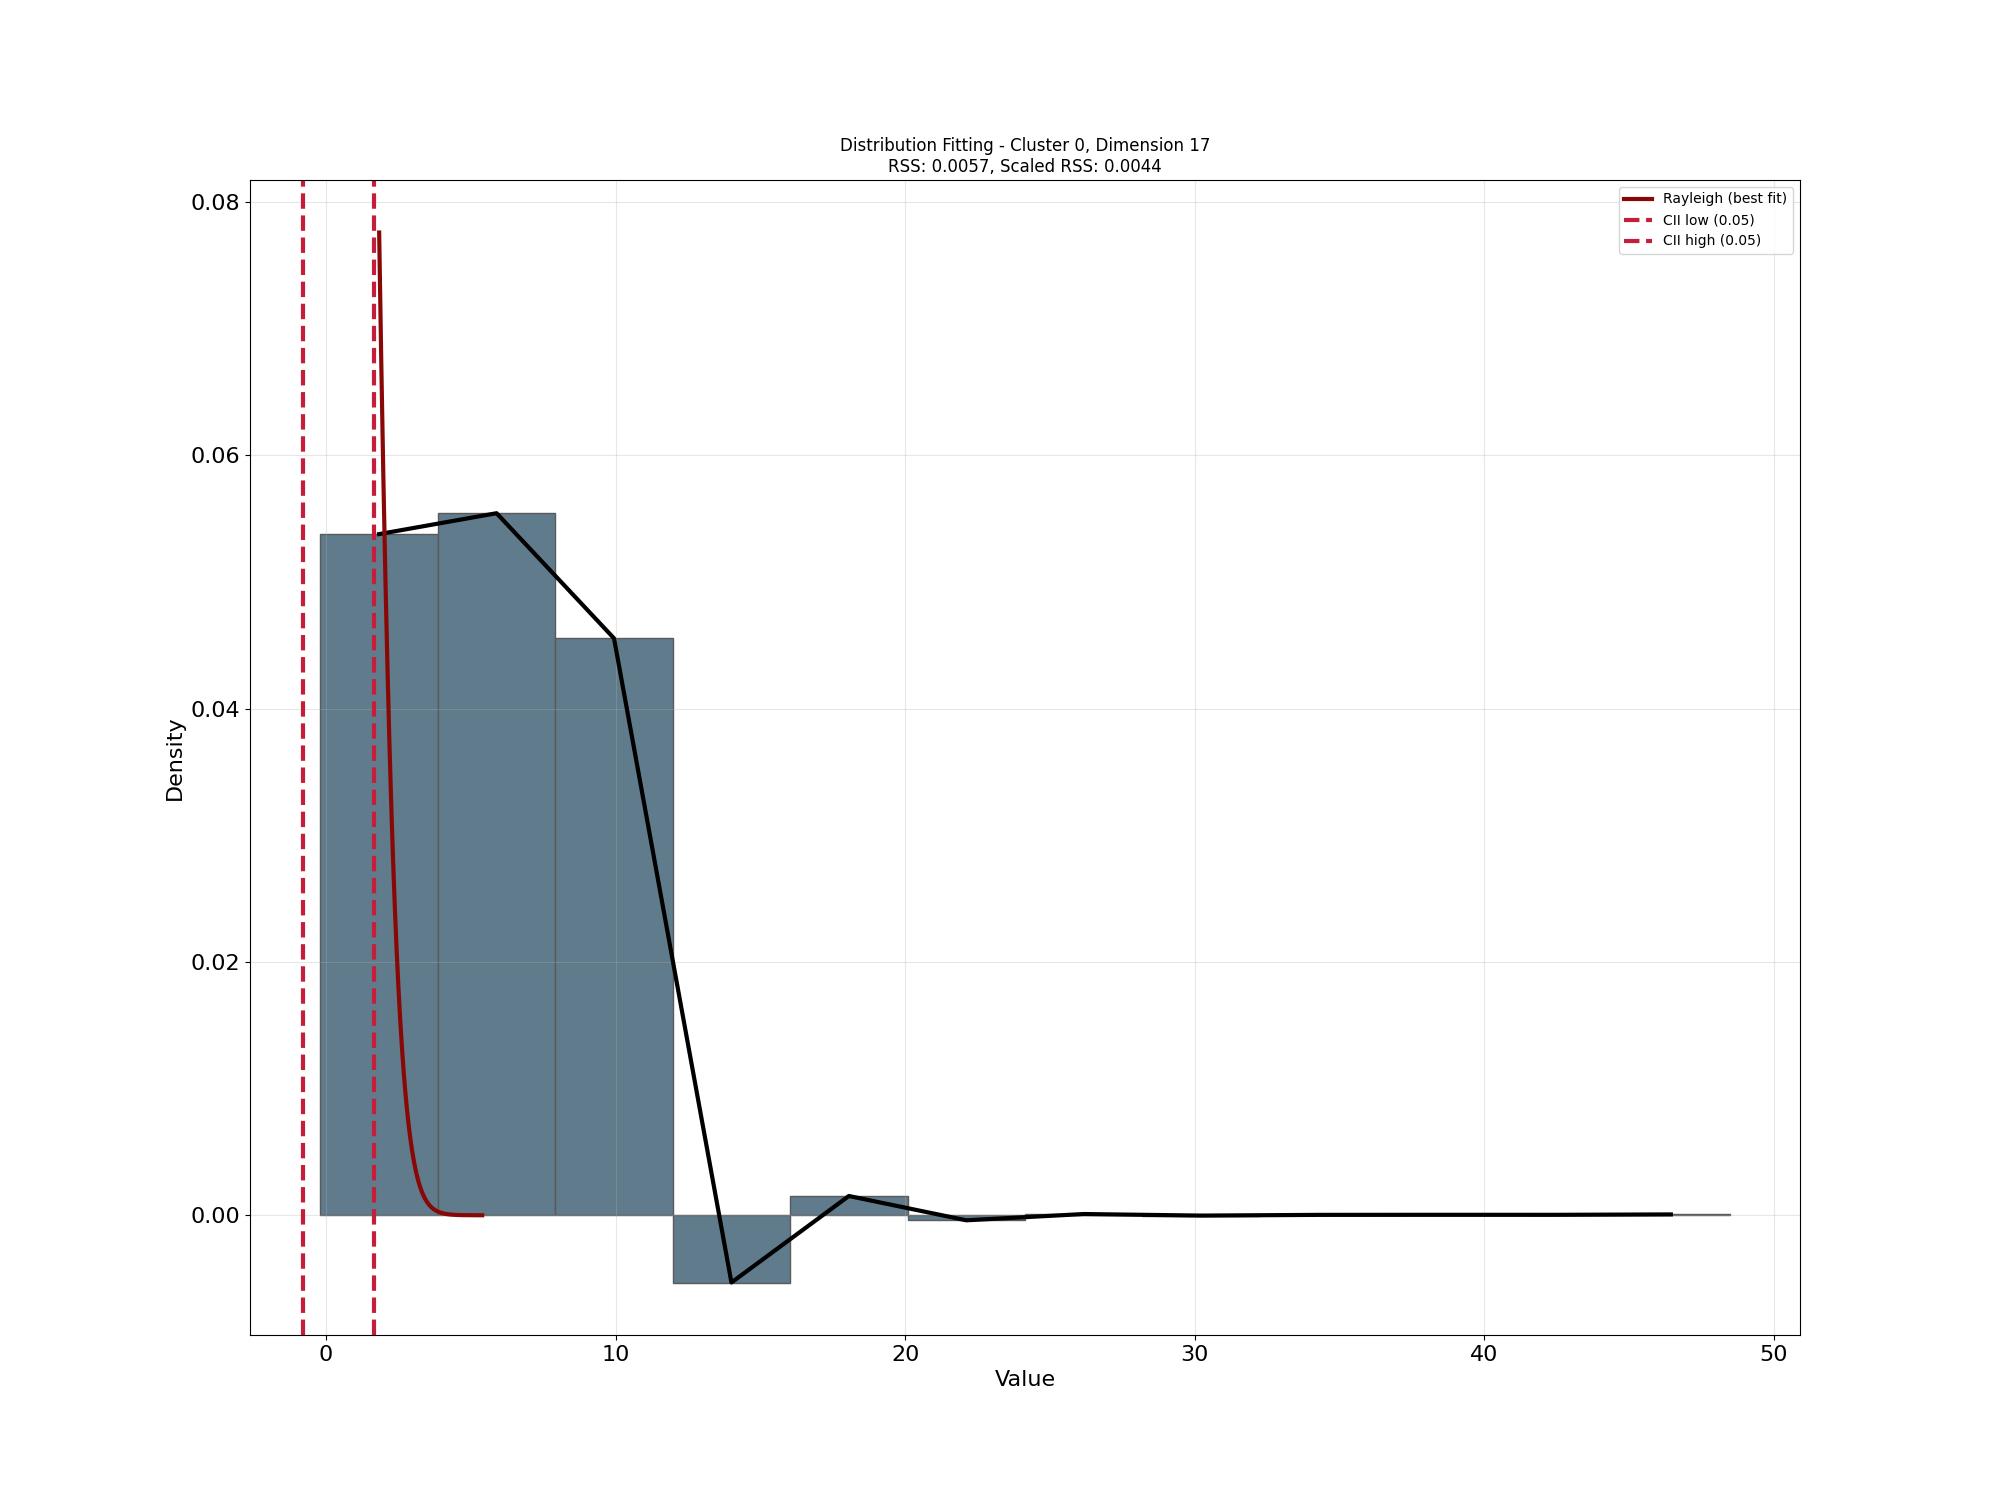 Distribution Fitting - Cluster 0, Dimension 17
RSS: 0.0057, Scaled RSS: 0.0044
Rayleigh (best fit)
CII low (0.05)
CII high (0.05)
0.08
0.06
0.04
0.02
0.00
Density
0
10
20
30
40
50
Value